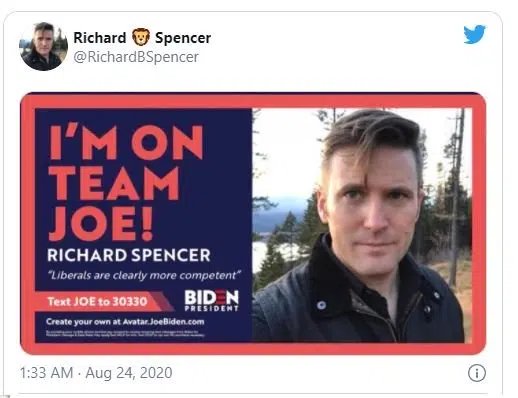 Richard 🦁 Spencer
@RichardBSpencer
I'M ON
TEAM
JOE!
RICHARD SPENCER
"Liberals are clearly more competent"
Text JOE to 30330
BIDEN
PRESIDENT
Create your own at Avatar.JoeBiden.com
1:33 AM · Aug 24, 2020